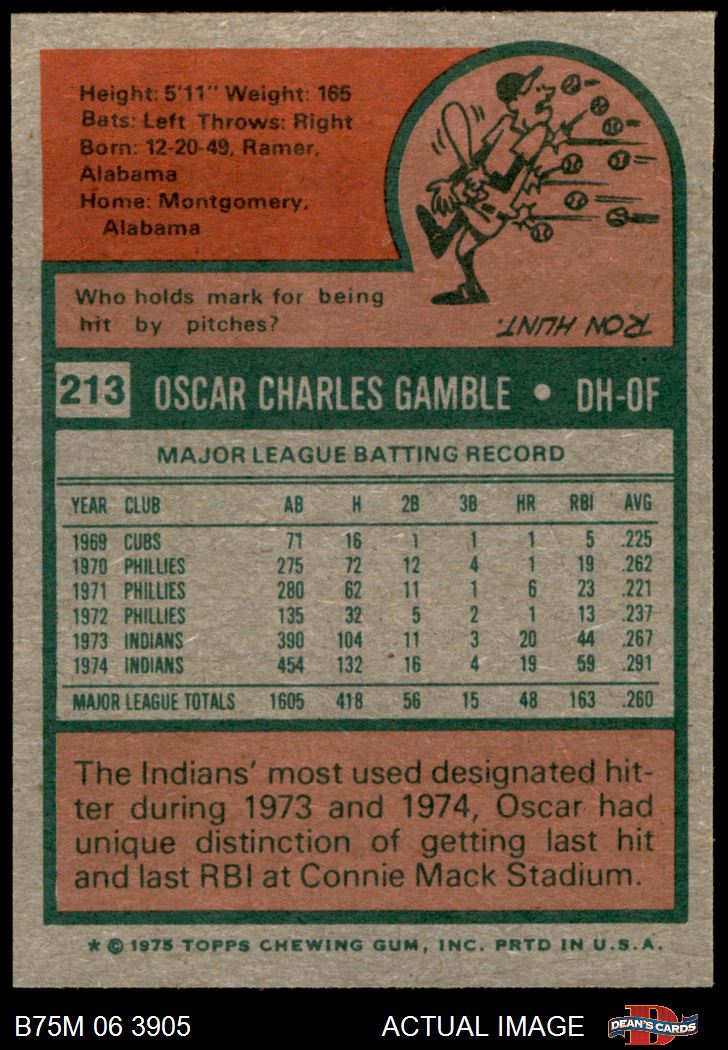 Height: 5'11" Weight: 165
Bats: Left Throws: Right
Born: 12-20-49, Ramer,
Alabama
Home: Montgomery,
Alabama
Who holds mark for being
hit by pitches?
RON HUNT.
213 OSCAR CHARLES GAMBLE • DH-OF
MAJOR LEAGUE BATTING RECORD
YEAR CLUB AB H 2B 3B HR RBI AVG
1969 CUBS 71 16 1 1 1 5 .225
1970 PHILLIES 275 72 12 4 1 19 .262
1971 PHILLIES 280 62 11 1 6 23 .221
1972 PHILLIES 135 32 5 2 1 13 .237
1973 INDIANS 390 104 11 3 20 44 .267
1974 INDIANS 454 132 16 4 19 59 .291
MAJOR LEAGUE TOTALS 1605 418 56 15 48 163 .260
The Indians' most used designated hit-
ter during 1973 and 1974, Oscar had
unique distinction of getting last hit
and last RBI at Connie Mack Stadium.
* © 1975 TOPPS CHEWING GUM, INC. PRTD IN U.S.A.
B75M 06 3905 ACTUAL IMAGE D DEAN'S CARDS